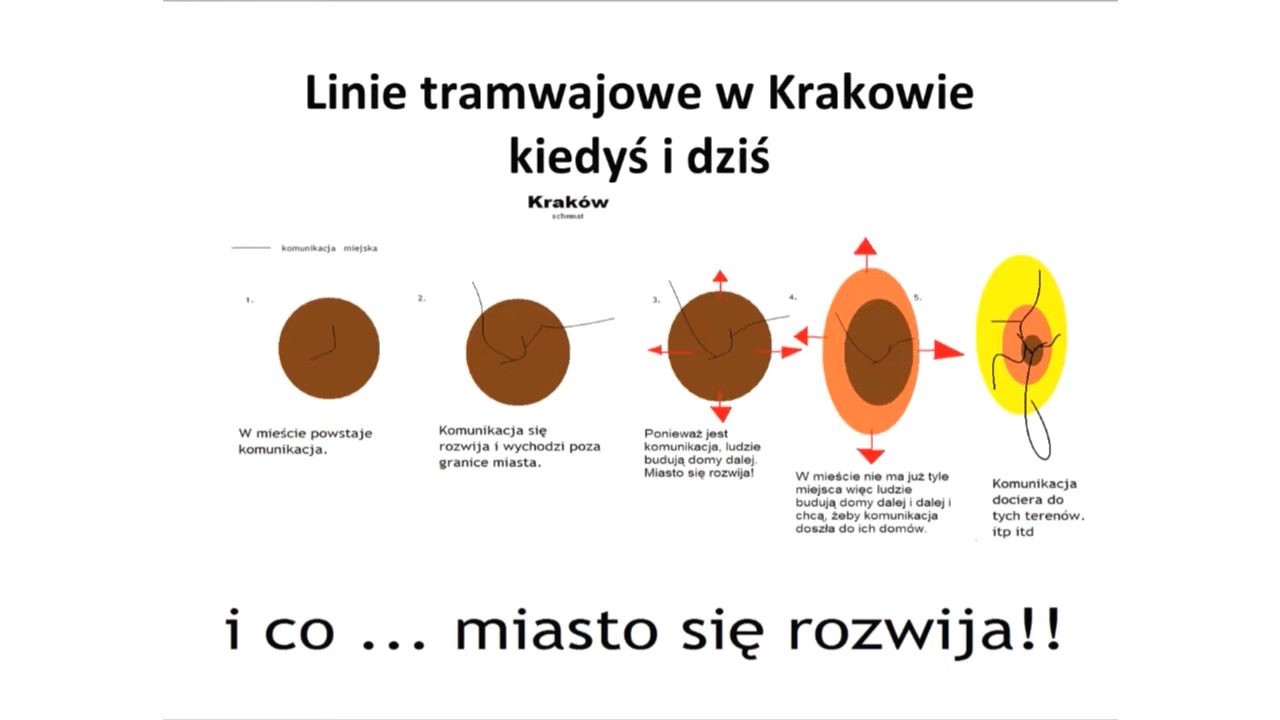 Linie tramwajowe w Krakowie
kiedyś i dziś
Kraków
schemat
komunikacja miejska
1.
2.
3.
4.
5.
W mieście powstaje
komunikacja.
Komunikacja się
rozwija i wychodzi poza
granice miasta.
Ponieważ jest
komunikacja, ludzie
budują domy dalej.
Miasto się rozwija!
W mieście nie ma już tyle
miejsca więc ludzie
budują domy dalej i dalej i
chcą, żeby komunikacja
doszła do ich domów.
Komunikacja
dociera do
tych terenów.
itp itd
i co ... miasto się rozwija!!